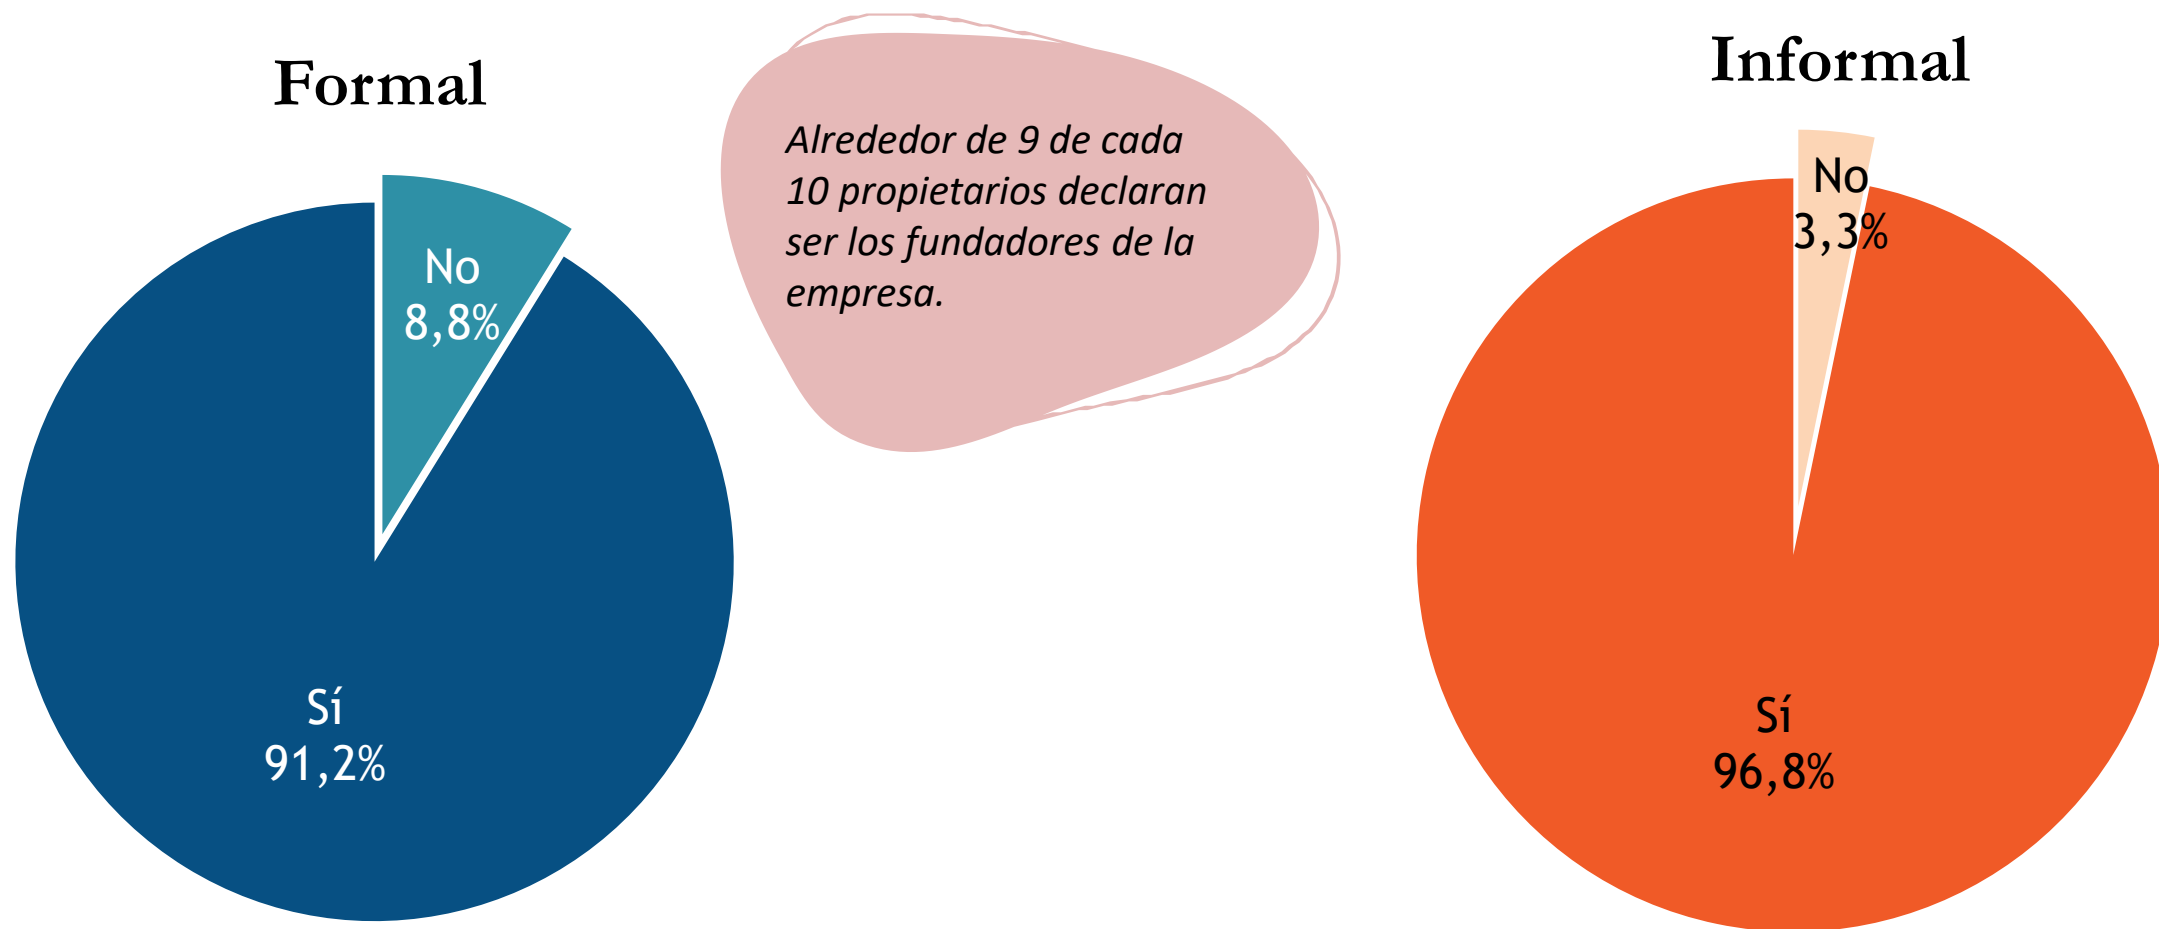 Formal
No
8,8%
Sí
91,2%
Alrededor de 9 de cada
10 propietarios declaran
ser los fundadores de la
empresa.
Informal
No
3,3%
Sí
96,8%